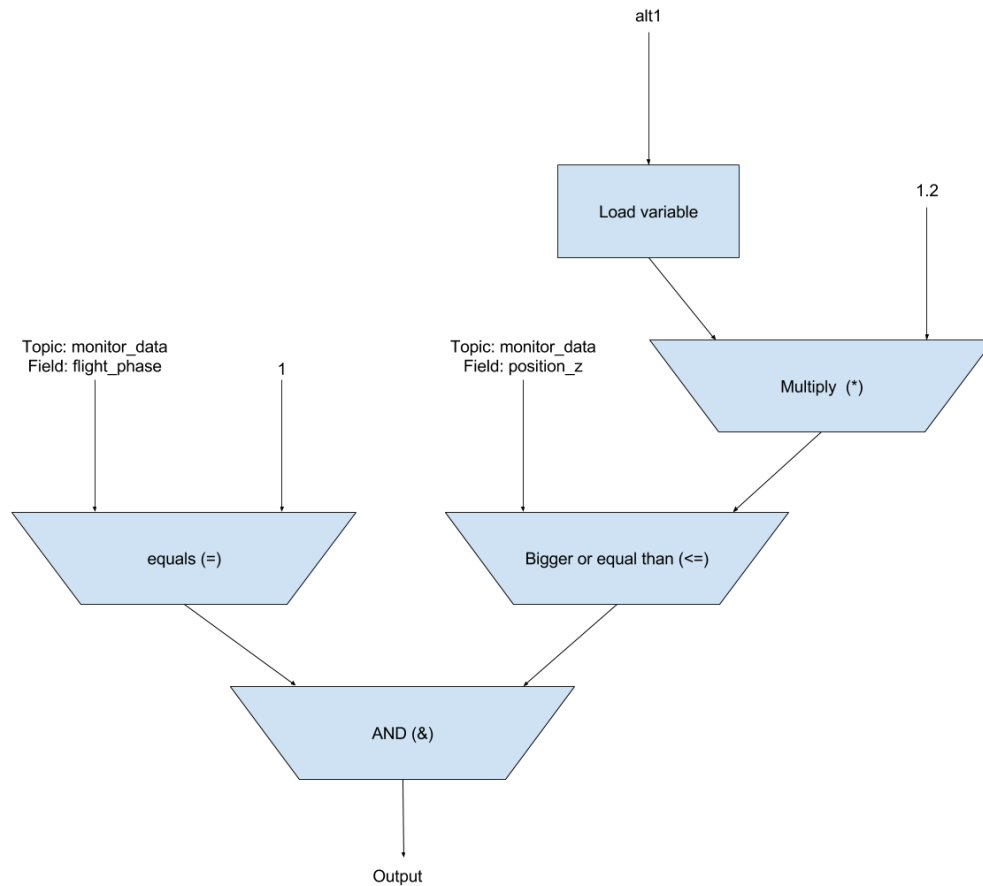 alt1
Load variable
1.2
Topic: monitor_data
Field: flight_phase
1
Topic: monitor_data
Field: position_z
Multiply (*)
equals (=)
Bigger or equal than (<=)
AND (&)
Output